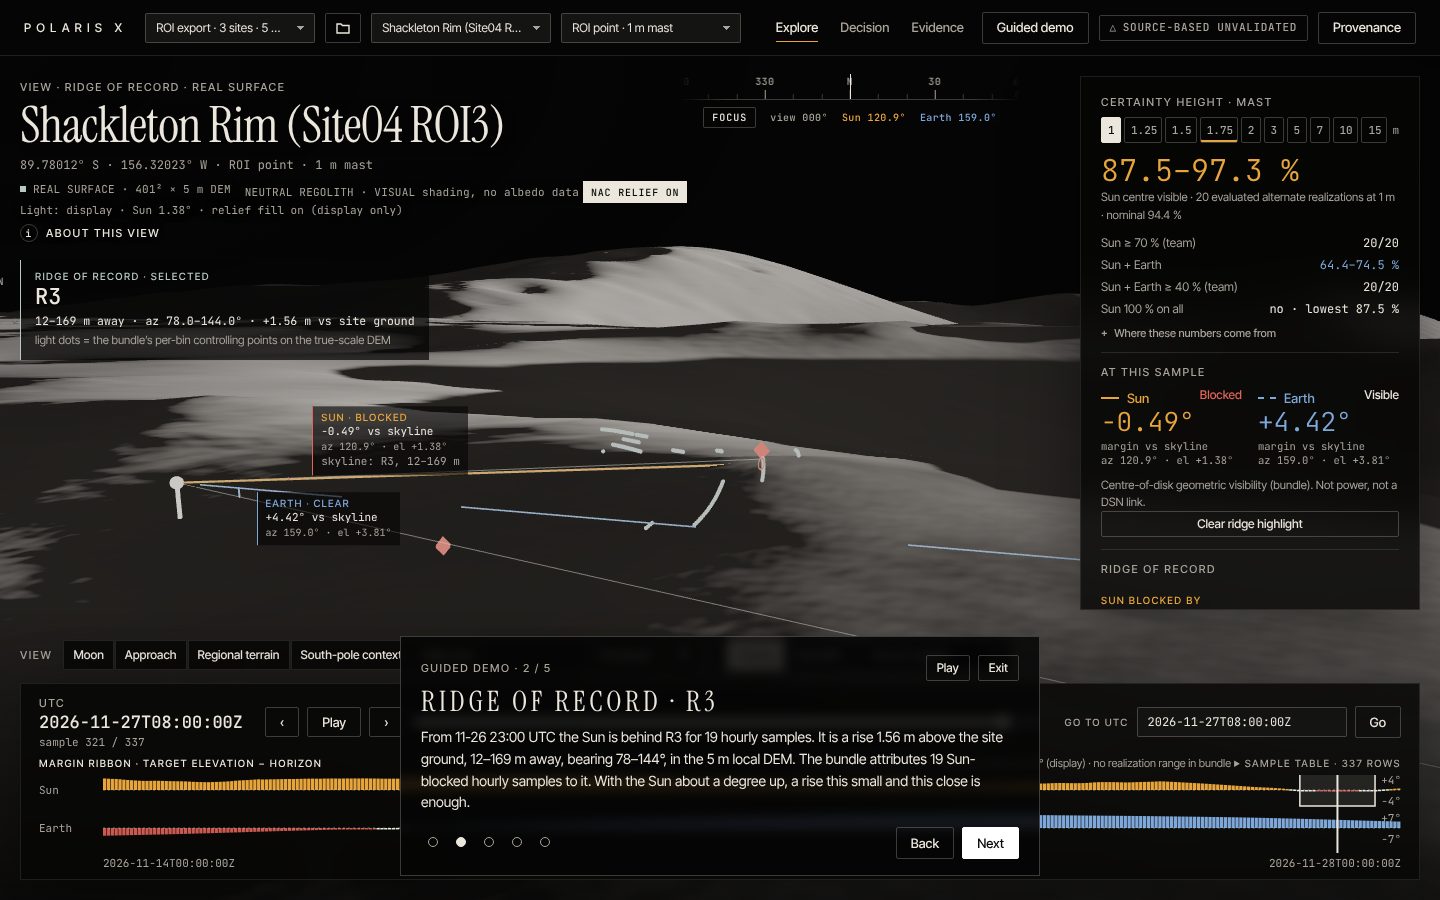 POLARIS X
ROI export · 3 sites · 5 ...
Shackleton Rim (Site04 R...
ROI point · 1 m mast
Explore
Decision
Evidence
Guided demo
△ SOURCE-BASED UNVALIDATED
Provenance
VIEW · RIDGE OF RECORD · REAL SURFACE
Shackleton Rim (Site04 ROI3)
89.78012° S · 156.32023° W · ROI point · 1 m mast
REAL SURFACE · 401² × 5 m DEM
NEUTRAL REGOLITH · VISUAL shading, no albedo data
NAC RELIEF ON
Light: display · Sun 1.38° · relief fill on (display only)
i ABOUT THIS VIEW
330
N
30
FOCUS
view 000°
Sun 120.9°
Earth 159.0°
RIDGE OF RECORD · SELECTED
R3
12–169 m away · az 78.0–144.0° · +1.56 m vs site ground
light dots = the bundle's per-bin controlling points on the true-scale DEM
SUN · BLOCKED
-0.49° vs skyline
az 120.9° · el +1.38°
skyline: R3, 12–169 m
EARTH · CLEAR
+4.42° vs skyline
az 159.0° · el +3.81°
CERTAINTY HEIGHT · MAST
1 1.25 1.5 1.75 2 3 5 7 10 15 m
87.5–97.3 %
Sun centre visible · 20 evaluated alternate realizations at 1 m
· nominal 94.4 %
Sun ≥ 70 % (team) 20/20
Sun + Earth 64.4–74.5 %
Sun + Earth ≥ 40 % (team) 20/20
Sun 100 % on all no · lowest 87.5 %
+ Where these numbers come from
AT THIS SAMPLE
Sun Blocked
-0.49°
margin vs skyline
az 120.9° · el +1.38°
Earth Visible
+4.42°
margin vs skyline
az 159.0° · el +3.81°
Centre-of-disk geometric visibility (bundle). Not power, not a
DSN link.
Clear ridge highlight
RIDGE OF RECORD
SUN BLOCKED BY
VIEW
Moon
Approach
Regional terrain
South-pole context
UTC
2026-11-27T08:00:00Z
sample 321 / 337
‹
Play
›
GO TO UTC
2026-11-27T08:00:00Z
Go
MARGIN RIBBON · TARGET ELEVATION − HORIZON
° (display) · no realization range in bundle
▸ SAMPLE TABLE · 337 ROWS
Sun
+4°
-4°
Earth
+7°
-7°
2026-11-14T00:00:00Z
2026-11-28T00:00:00Z
GUIDED DEMO · 2 / 5
Play
Exit
RIDGE OF RECORD · R3
From 11-26 23:00 UTC the Sun is behind R3 for 19 hourly samples. It is a rise 1.56 m above the site
ground, 12–169 m away, bearing 78–144°, in the 5 m local DEM. The bundle attributes 19 Sun-
blocked hourly samples to it. With the Sun about a degree up, a rise this small and this close is
enough.
Back
Next